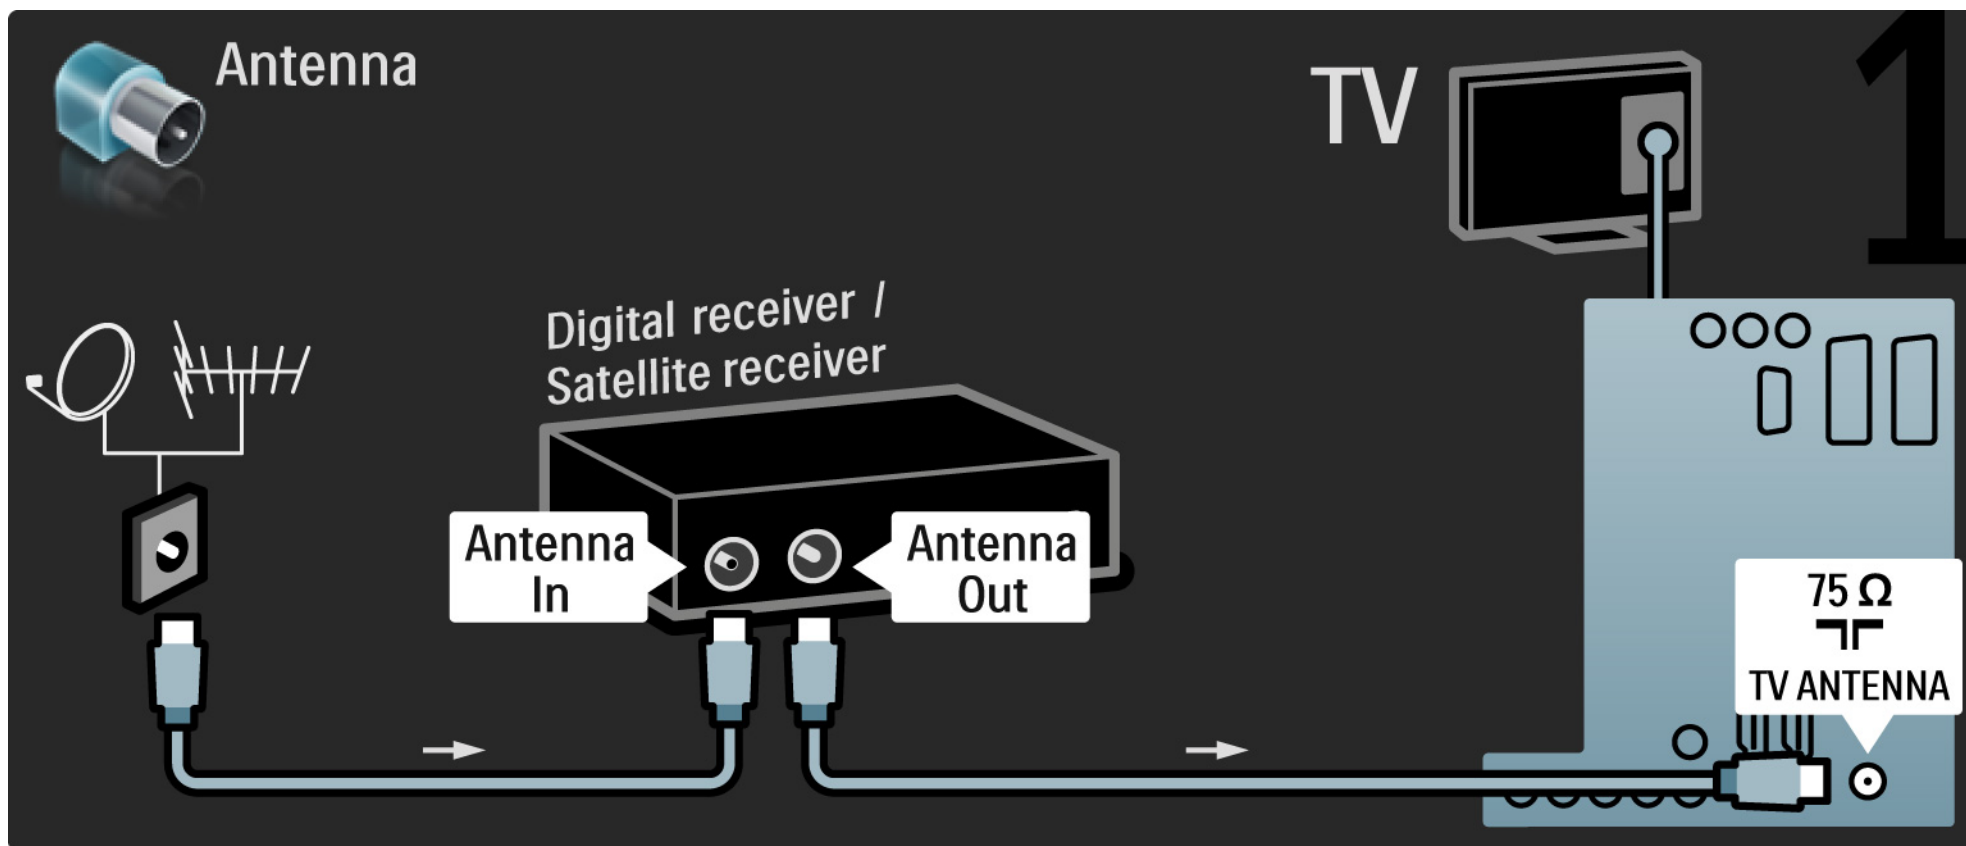 Antenna
TV
1
Digital receiver /
Satellite receiver
Antenna
In
Antenna
Out
75 Ω
TV ANTENNA